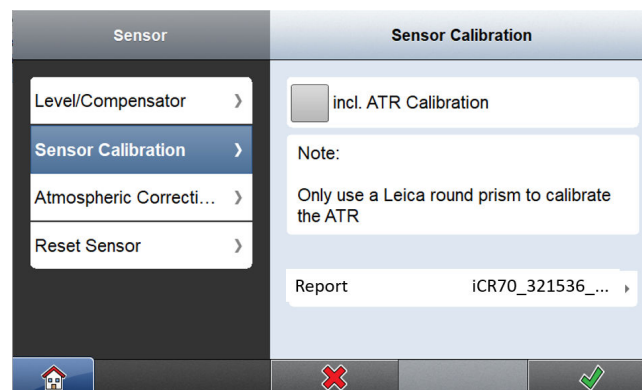 Sensor
Sensor Calibration
Level/Compensator
Sensor Calibration
Atmospheric Correcti...
Reset Sensor
incl. ATR Calibration
Note:
Only use a Leica round prism to calibrate
the ATR
Report iCR70_321536_...